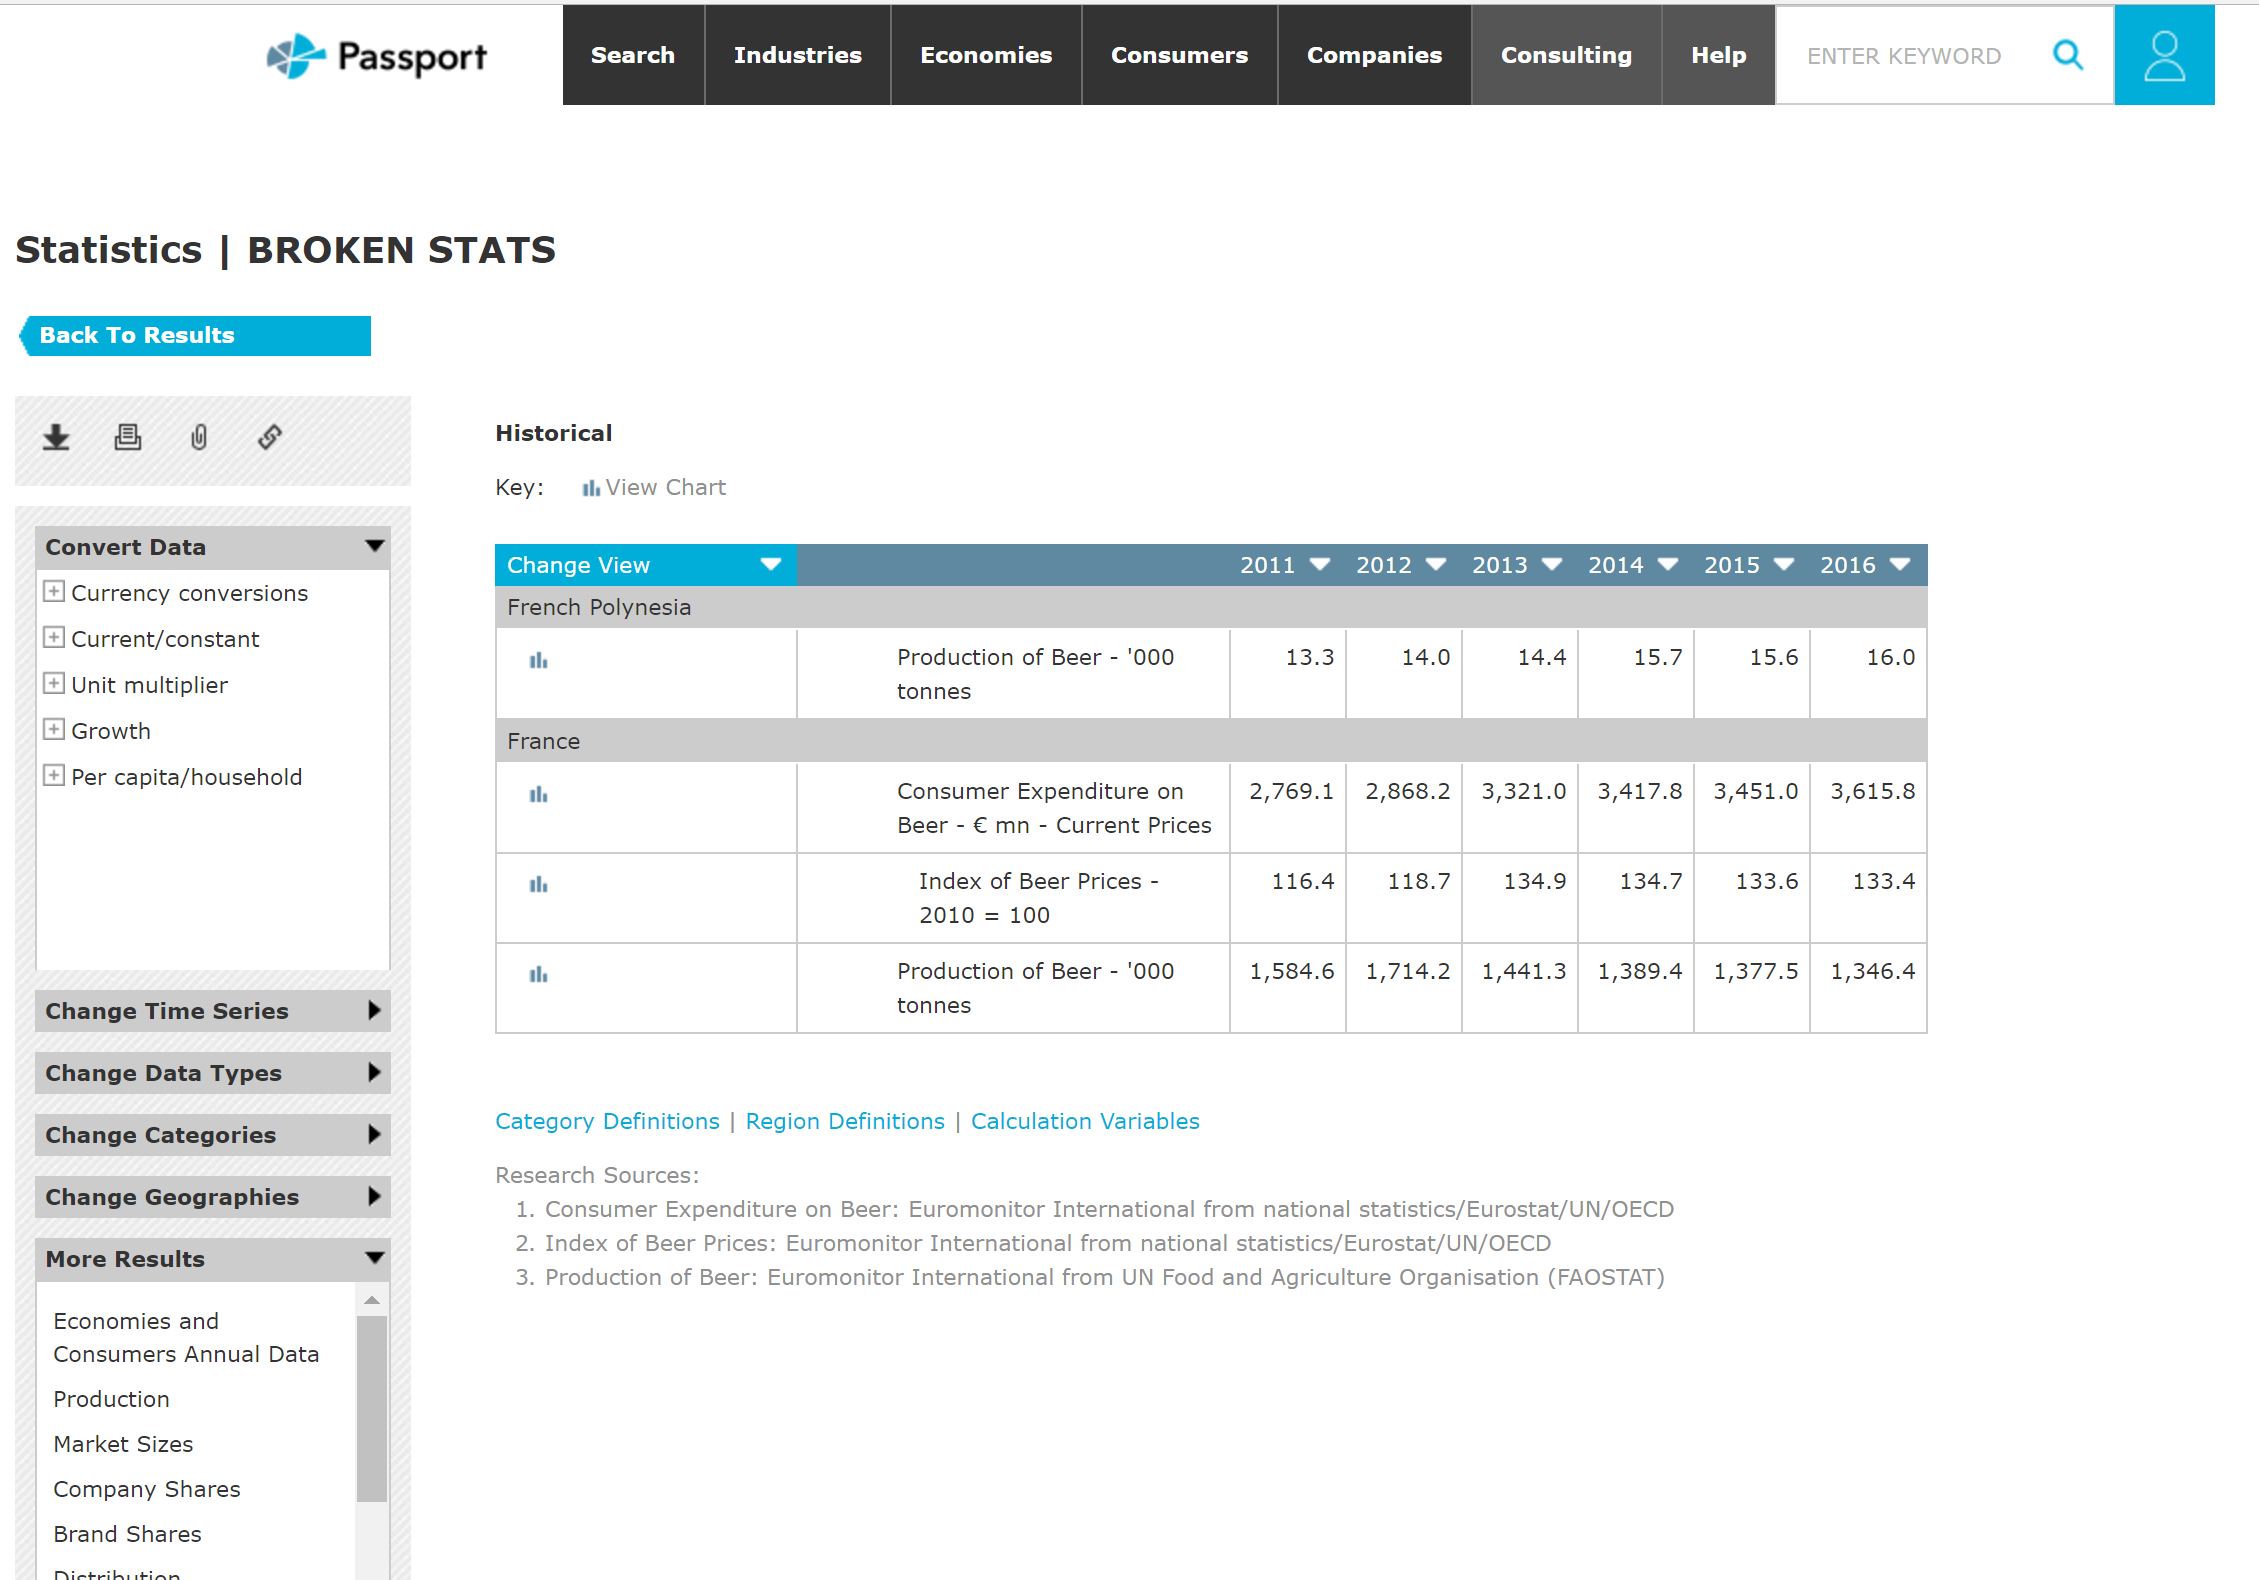 Passport
Search Industries Economies Consumers Companies Consulting Help ENTER KEYWORD
Statistics | BROKEN STATS
Back To Results
Convert Data
Currency conversions
Current/constant
Unit multiplier
Growth
Per capita/household
Change Time Series
Change Data Types
Change Categories
Change Geographies
More Results
Economies and
Consumers Annual Data
Production
Market Sizes
Company Shares
Brand Shares
Distribution
Historical
Key: View Chart
Change View 2011 2012 2013 2014 2015 2016
French Polynesia
Production of Beer - '000 13.3 14.0 14.4 15.7 15.6 16.0
tonnes
France
Consumer Expenditure on 2,769.1 2,868.2 3,321.0 3,417.8 3,451.0 3,615.8
Beer - € mn - Current Prices
Index of Beer Prices - 116.4 118.7 134.9 134.7 133.6 133.4
2010 = 100
Production of Beer - '000 1,584.6 1,714.2 1,441.3 1,389.4 1,377.5 1,346.4
tonnes
Category Definitions | Region Definitions | Calculation Variables
Research Sources:
1. Consumer Expenditure on Beer: Euromonitor International from national statistics/Eurostat/UN/OECD
2. Index of Beer Prices: Euromonitor International from national statistics/Eurostat/UN/OECD
3. Production of Beer: Euromonitor International from UN Food and Agriculture Organisation (FAOSTAT)